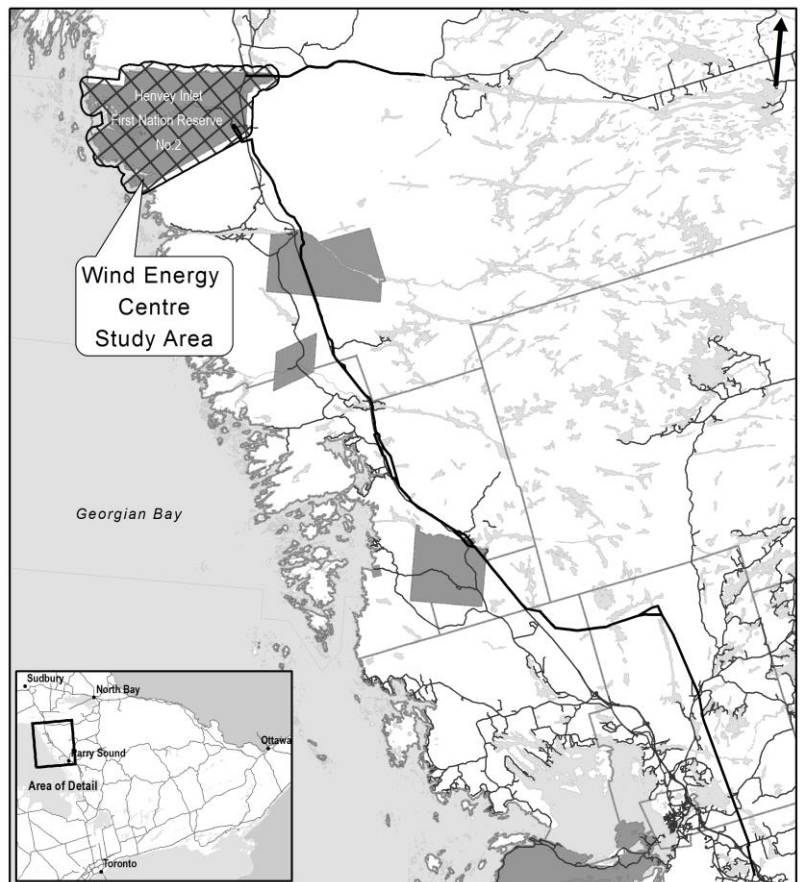 Henvey Inlet
First Nation Reserve
No.2
Wind Energy
Centre
Study Area
Georgian Bay
Sudbury
North Bay
Ottawa
Parry Sound
Area of Detail
Toronto